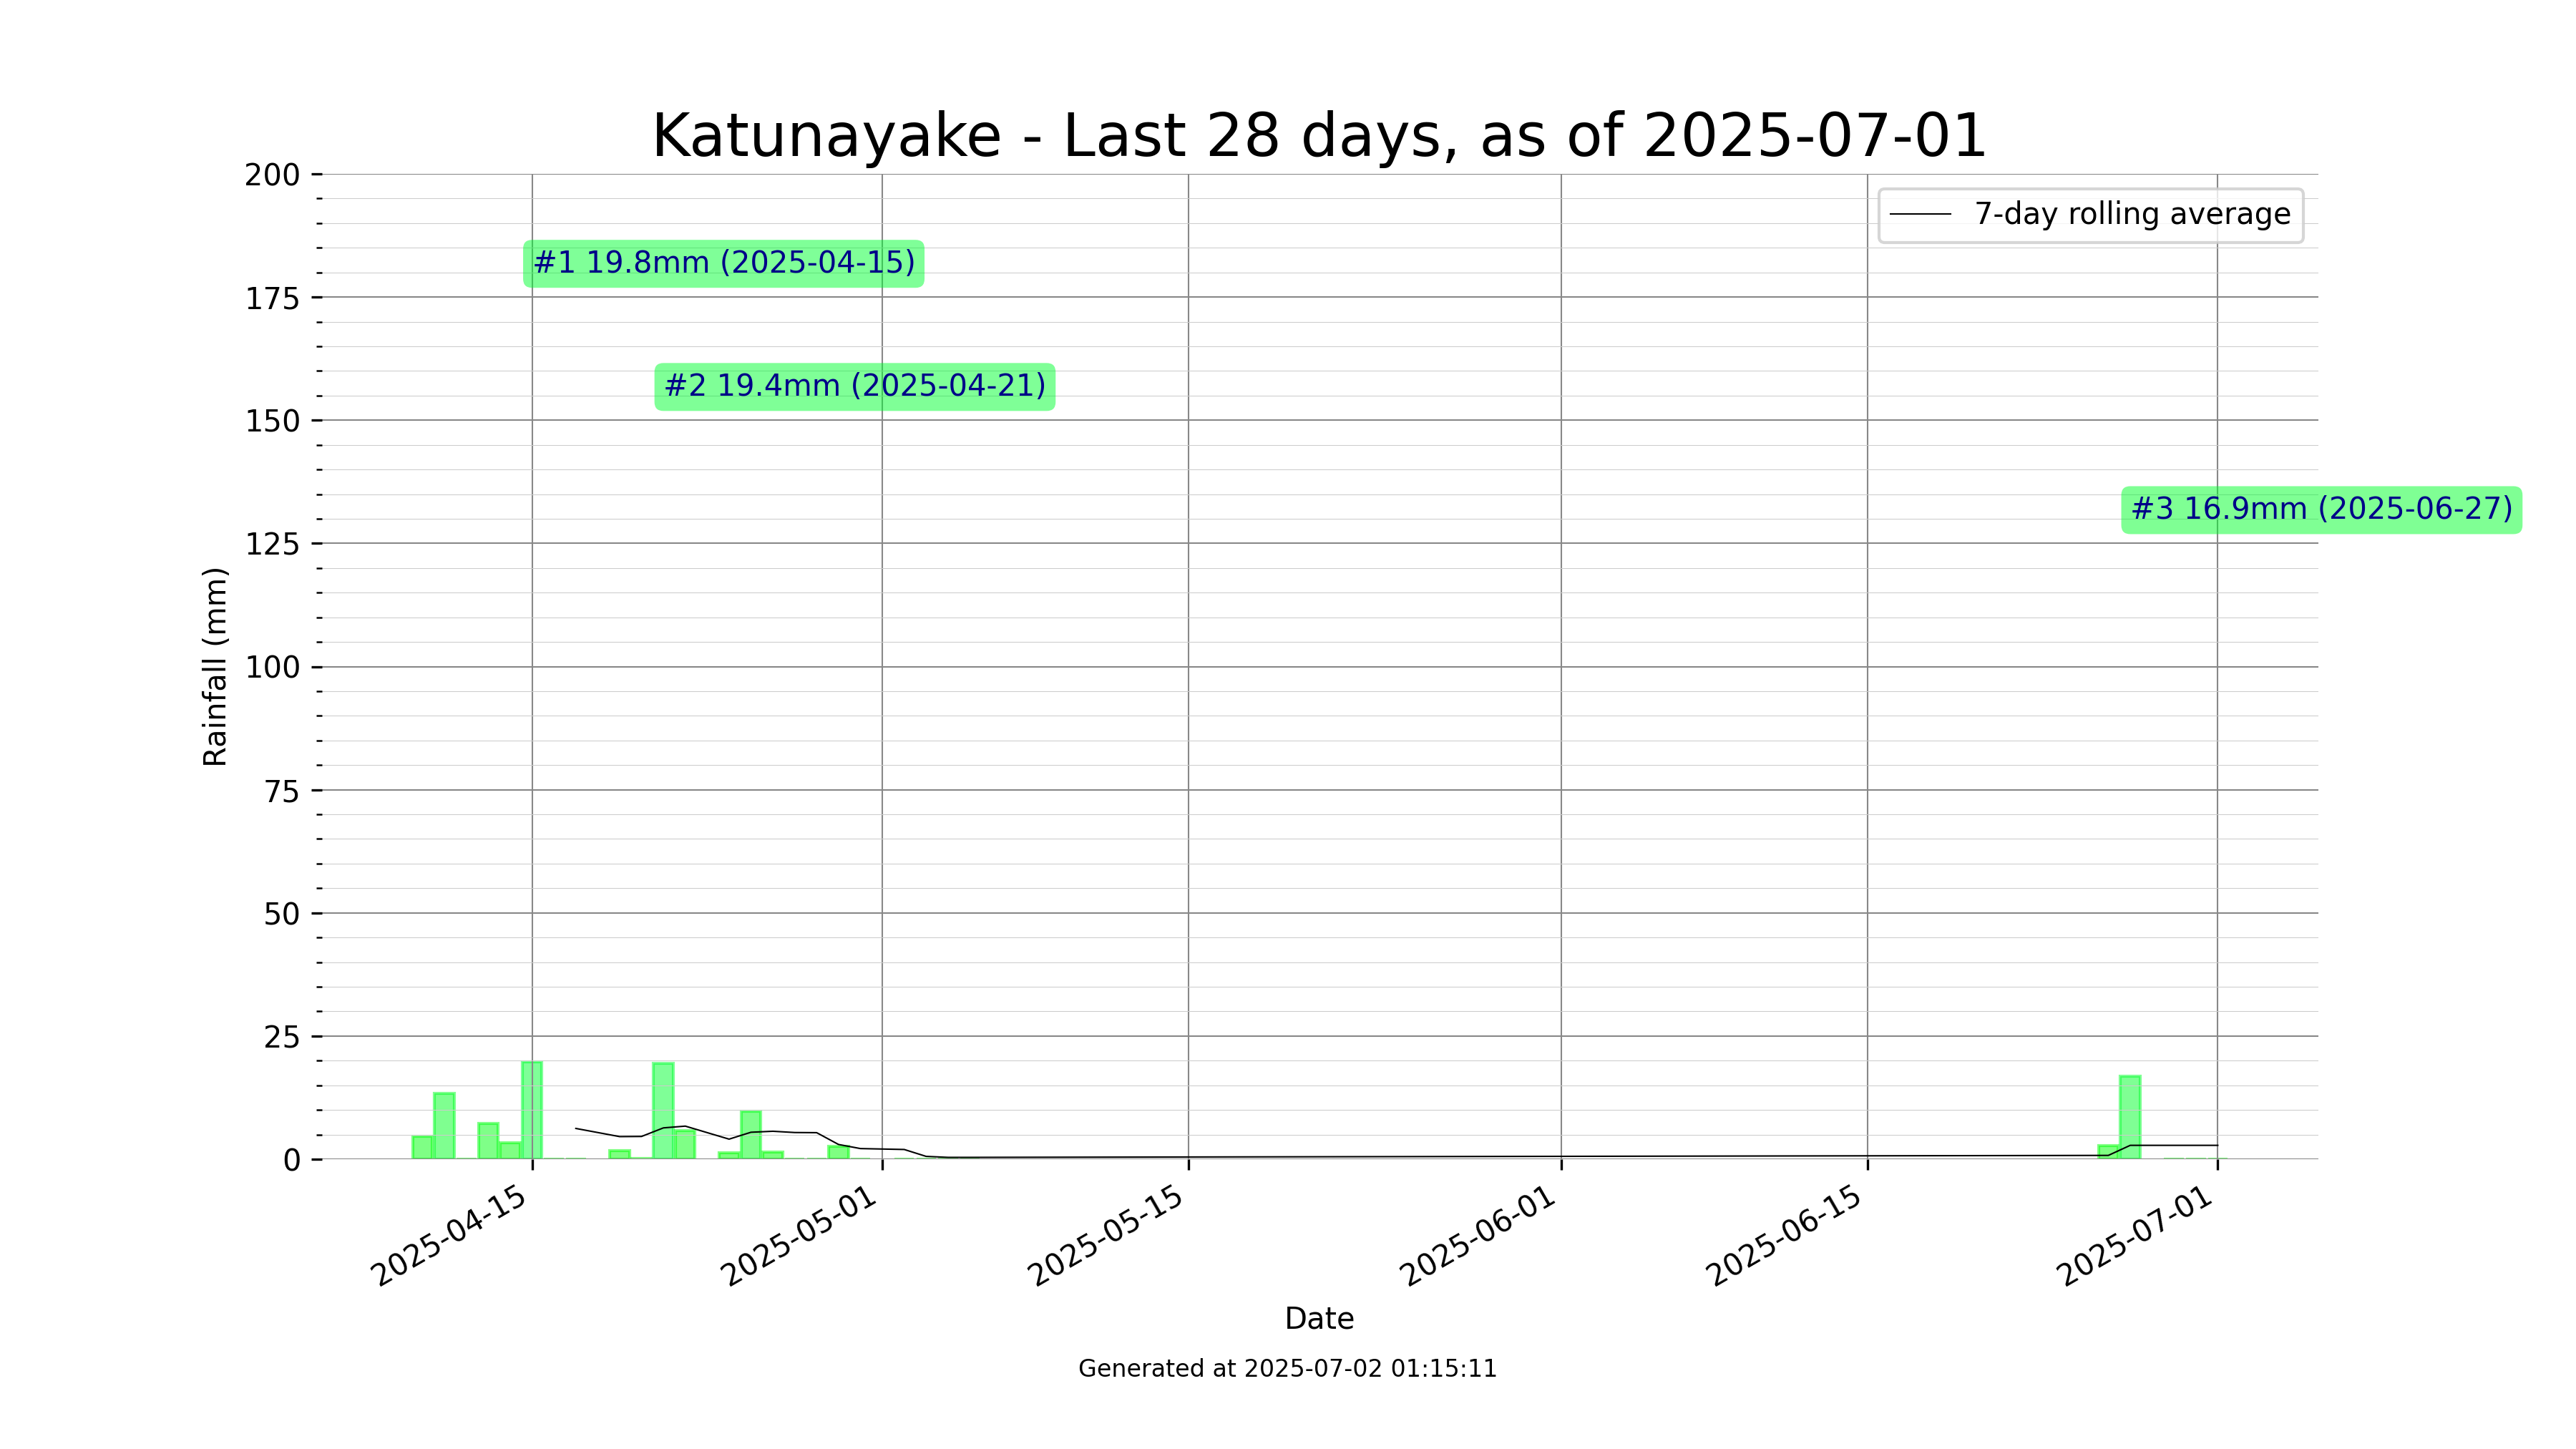 Katunayake - Last 28 days, as of 2025-07-01
200
175
150
125
100
75
50
25
0
Rainfall (mm)
7-day rolling average
#1 19.8mm (2025-04-15)
#2 19.4mm (2025-04-21)
#3 16.9mm (2025-06-27)
2025-04-15
2025-05-01
2025-05-15
2025-06-01
2025-06-15
2025-07-01
Date
Generated at 2025-07-02 01:15:11